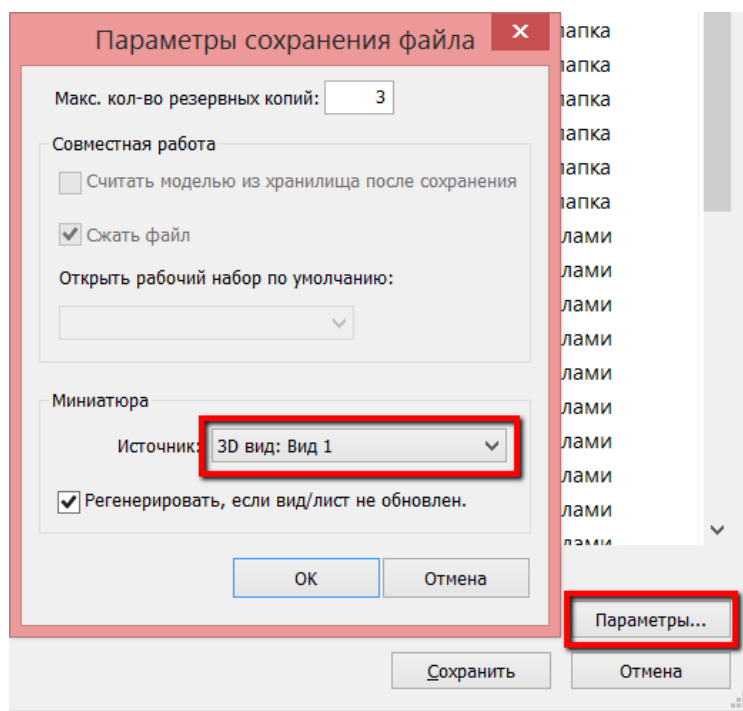 Параметры сохранения файла
Макс. кол-во резервных копий: 3
Совместная работа
Считать моделью из хранилища после сохранения
Сжать файл
Открыть рабочий набор по умолчанию:
Миниатюра
Источник: 3D вид: Вид 1
Регенерировать, если вид/лист не обновлен.
OK Отмена
Параметры...
Сохранить Отмена